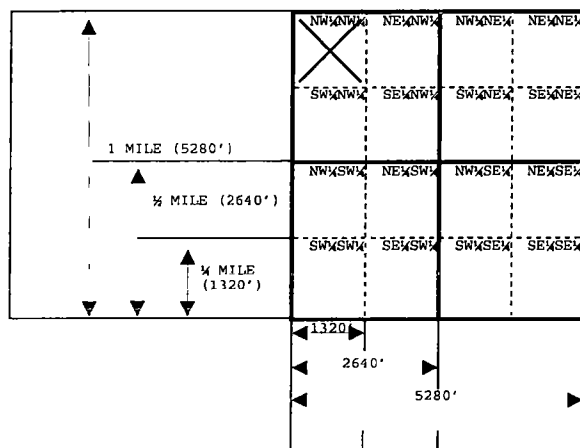 NW¼NW¼ NE¼NW¼ NW¼NE¼ NE¼NE¼
SW¼NW¼ SE¼NW¼ SW¼NE¼ SE¼NE¼
1 MILE (5280')
NW¼SW¼ NE¼SW¼ NW¼SE¼ NE¼SE¼
½ MILE (2640')
SW¼SW¼ SE¼SW¼ SW¼SE¼ SE¼SE¼
¼ MILE
(1320')
1320'
2640'
5280'